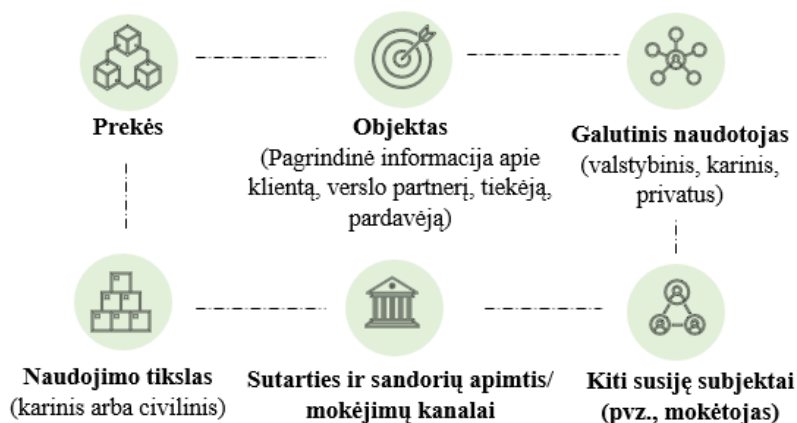 Prekės
Objektas
(Pagrindinė informacija apie
klientą, verslo partnerį, tiekėją,
pardavėją)
Galutinis naudotojas
(valstybinis, karinis,
privatus)
Naudojimo tikslas
(karinis arba civilinis)
Sutarties ir sandorių apimtis/
mokėjimų kanalai
Kiti susiję subjektai
(pvz., mokėtojas)